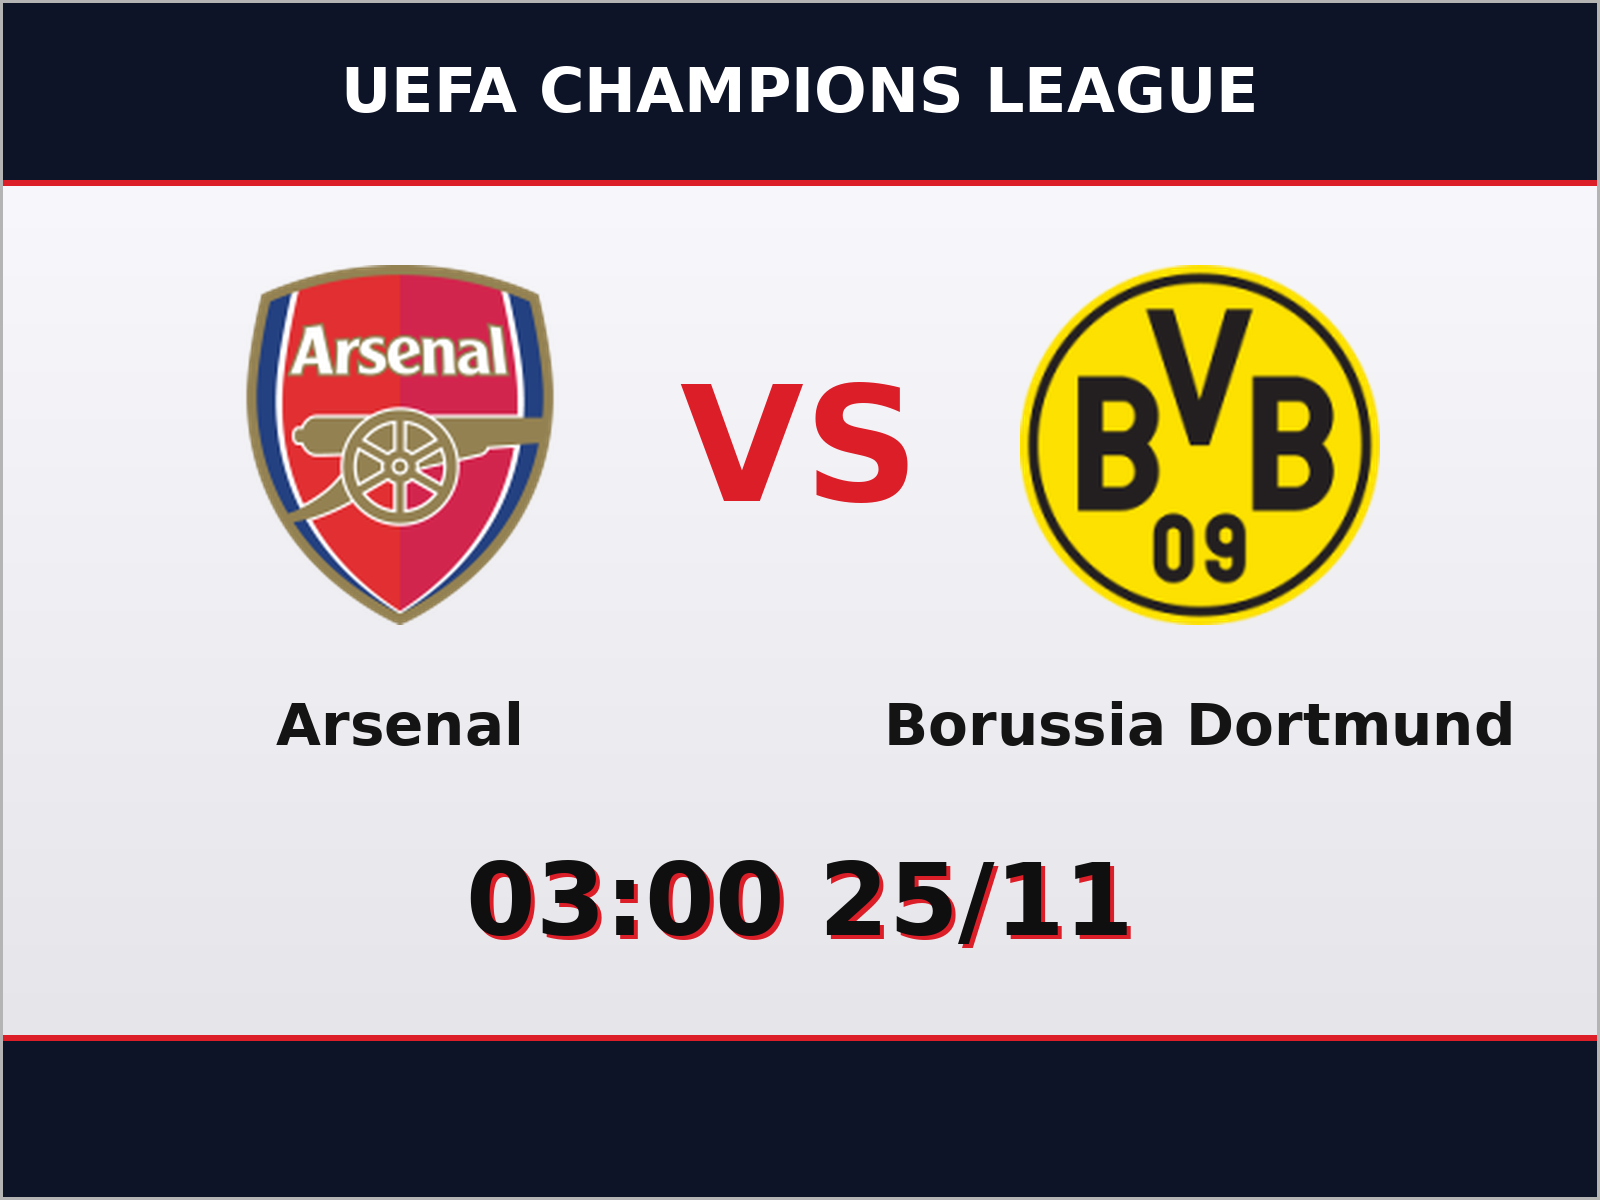 UEFA CHAMPIONS LEAGUE
Arsenal
VS
BVB
09
Arsenal
Borussia Dortmund
03:00 25/11